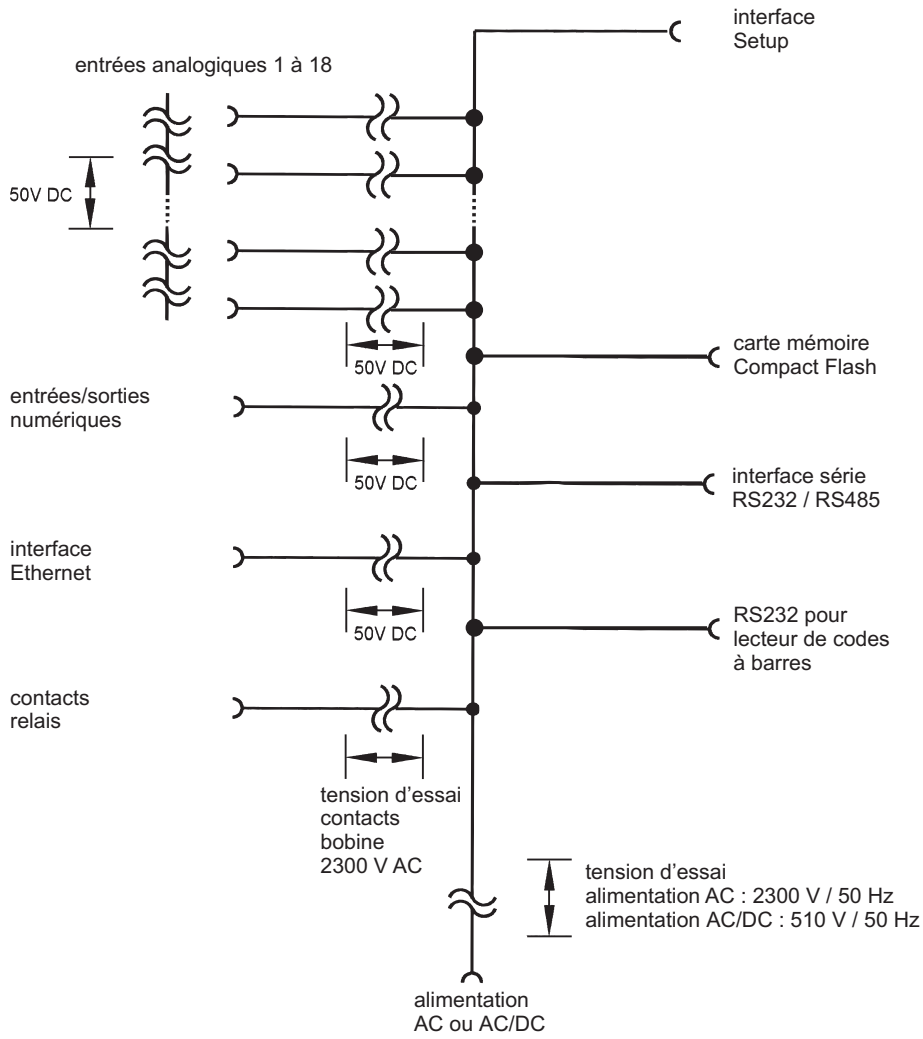 interface
Setup
entrées analogiques 1 à 18
50V DC
50V DC
carte mémoire
Compact Flash
entrées/sorties
numériques
50V DC
interface série
RS232 / RS485
interface
Ethernet
50V DC
RS232 pour
lecteur de codes
à barres
contacts
relais
tension d’essai
contacts
bobine
2300 V AC
tension d’essai
alimentation AC : 2300 V / 50 Hz
alimentation AC/DC : 510 V / 50 Hz
alimentation
AC ou AC/DC